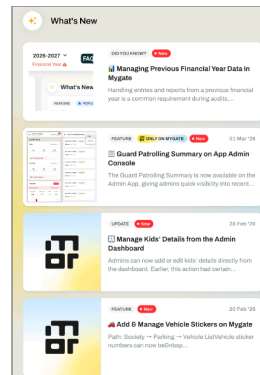 What's New
2026-2027
Financial Year
FAQ
What's New
FEATURE
DID YOU KNOW? • New
📊 Managing Previous Financial Year Data in
Mygate
Handling entries and reports from a previous financial
year is a common requirement during audits,...
FEATURE ONLY ON MYGATE • New 01 Mar '26
Guard Patrolling Summary on App Admin
Console
The Guard Patrolling Summary is now available on the
Admin App, giving admins quick visibility into recent...
UPDATE • New 28 Feb '26
Manage Kids' Details from the Admin
Dashboard
Admins can now add or edit kids' details directly from
the dashboard. Earlier, this action had certain...
FEATURE • New 20 Feb '26
🚗 Add & Manage Vehicle Stickers on Mygate
Path: Society → Parking → Vehicle ListVehicle sticker
numbers can now be&nbsp...